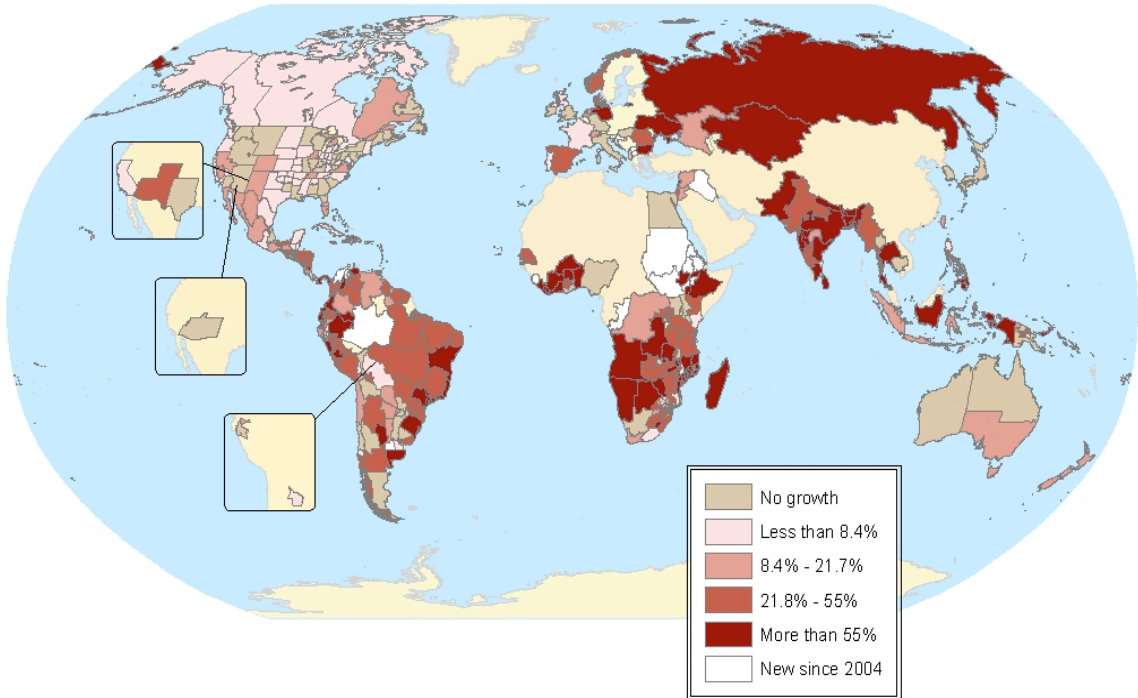 No growth
Less than 8.4%
8.4% - 21.7%
21.8% - 55%
More than 55%
New since 2004